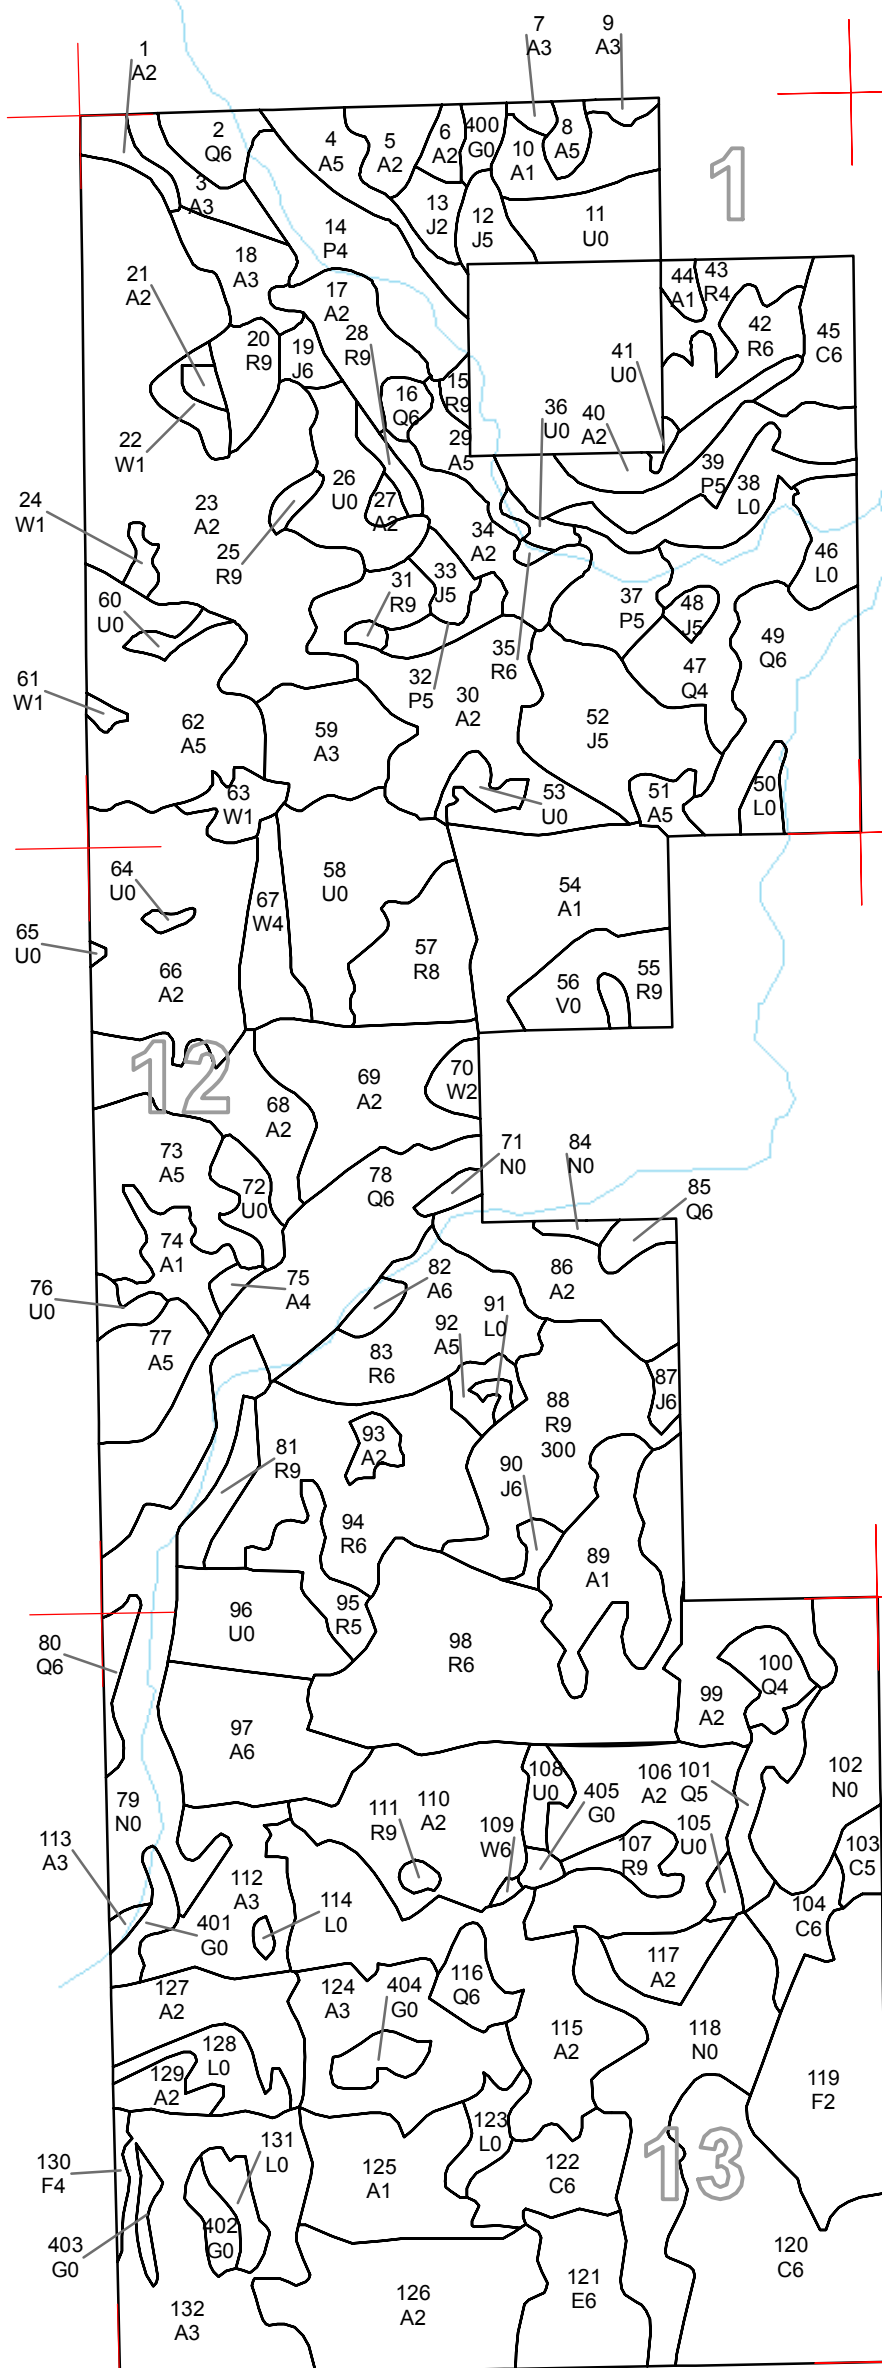 7
A3
9
A3
1
A2
2
Q6
4
A5
5
A2
6
A2
400
G0
10
A1
8
A5
3
A3
1
14
P4
13
J2
12
J5
11
U0
18
A3
21
A2
17
A2
44
A1
43
R4
42
R6
45
C6
20
R9
19
J6
28
R9
41
U0
16
Q6
15
R9
36
U0
40
A2
22
W1
29
A5
39
P5
38
L0
24
W1
23
A2
26
U0
27
A2
34
A2
25
R9
46
L0
31
R9
33
J5
60
U0
37
P5
48
J5
49
Q6
35
R6
32
P5
30
A2
47
Q4
61
W1
62
A5
59
A3
52
J5
63
W1
53
U0
51
A5
50
L0
64
U0
58
U0
67
W4
54
A1
65
U0
66
A2
57
R8
56
V0
55
R9
12
69
A2
70
W2
68
A2
73
A5
72
U0
78
Q6
71
N0
84
N0
85
Q6
74
A1
75
A4
76
U0
82
A6
86
A2
77
A5
92
A5
91
L0
83
R6
87
J6
88
R9
300
93
A2
81
R9
90
J6
94
R6
89
A1
96
U0
95
R5
80
Q6
98
R6
100
Q4
99
A2
97
A6
79
N0
108
U0
106
A2
101
Q5
102
N0
111
R9
110
A2
405
G0
109
W6
107
R9
105
U0
103
C5
113
A3
112
A3
401
G0
114
L0
104
C6
117
A2
127
A2
124
A3
404
G0
116
Q6
115
A2
118
N0
128
L0
129
A2
119
F2
123
L0
13
130
F4
131
L0
125
A1
122
C6
402
G0
403
G0
120
C6
132
A3
126
A2
121
E6